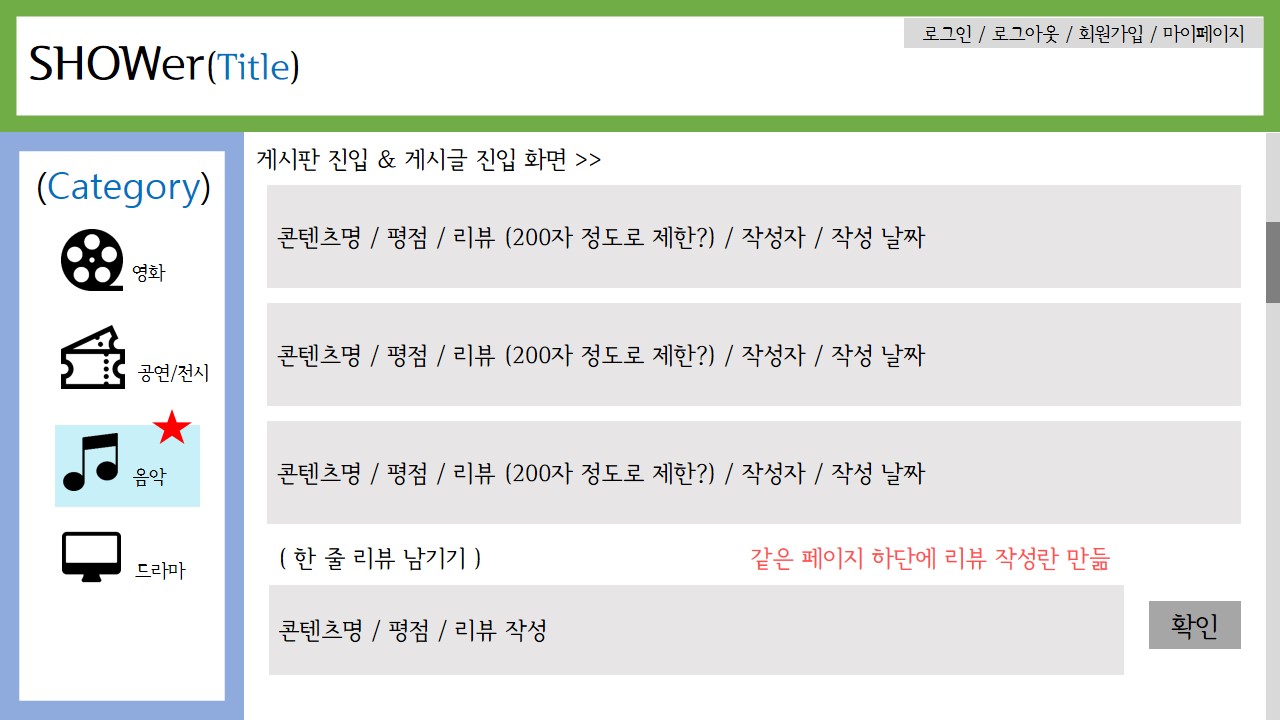 로그인 / 로그아웃 / 회원가입 / 마이페이지
SHOWer(Title)
(Category)
영화
공연/전시
음악
드라마
게시판 진입 & 게시글 진입 화면 >>
콘텐츠명 / 평점 / 리뷰 (200자 정도로 제한?) / 작성자 / 작성 날짜
콘텐츠명 / 평점 / 리뷰 (200자 정도로 제한?) / 작성자 / 작성 날짜
콘텐츠명 / 평점 / 리뷰 (200자 정도로 제한?) / 작성자 / 작성 날짜
( 한 줄 리뷰 남기기 )
같은 페이지 하단에 리뷰 작성란 만듦
콘텐츠명 / 평점 / 리뷰 작성
확인